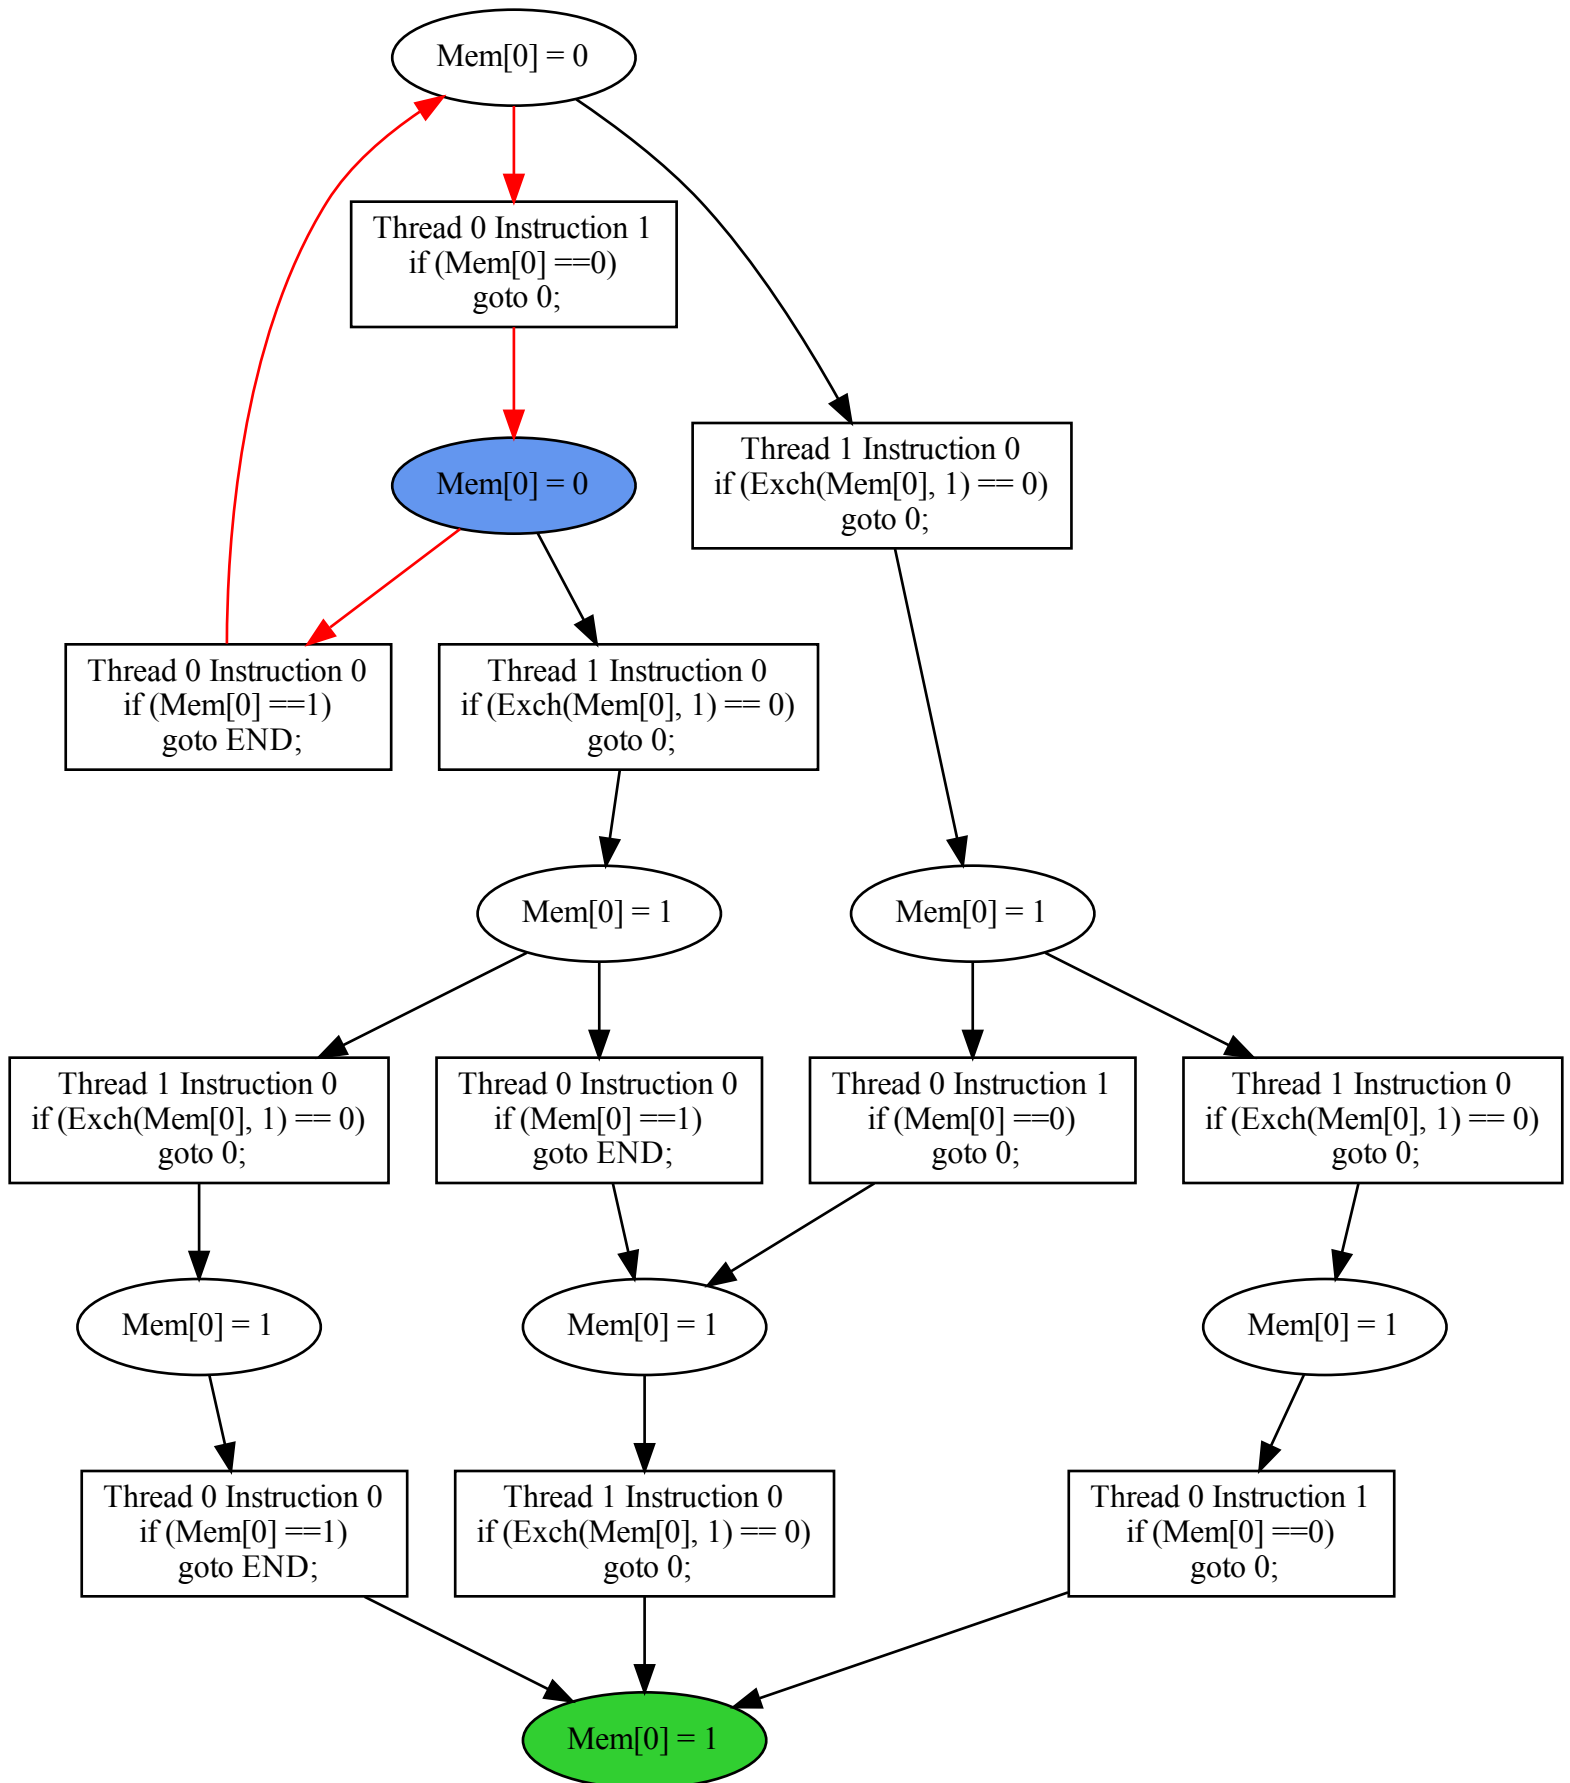 Mem[0] = 0
Thread 0 Instruction 1
if (Mem[0] ==0)
goto 0;
Thread 1 Instruction 0
if (Exch(Mem[0], 1) == 0)
goto 0;
Mem[0] = 0
Thread 0 Instruction 0
if (Mem[0] ==1)
goto END;
Thread 1 Instruction 0
if (Exch(Mem[0], 1) == 0)
goto 0;
Mem[0] = 1
Mem[0] = 1
Thread 1 Instruction 0
if (Exch(Mem[0], 1) == 0)
goto 0;
Thread 0 Instruction 0
if (Mem[0] ==1)
goto END;
Thread 0 Instruction 1
if (Mem[0] ==0)
goto 0;
Thread 1 Instruction 0
if (Exch(Mem[0], 1) == 0)
goto 0;
Mem[0] = 1
Mem[0] = 1
Mem[0] = 1
Thread 0 Instruction 0
if (Mem[0] ==1)
goto END;
Thread 1 Instruction 0
if (Exch(Mem[0], 1) == 0)
goto 0;
Thread 0 Instruction 1
if (Mem[0] ==0)
goto 0;
Mem[0] = 1